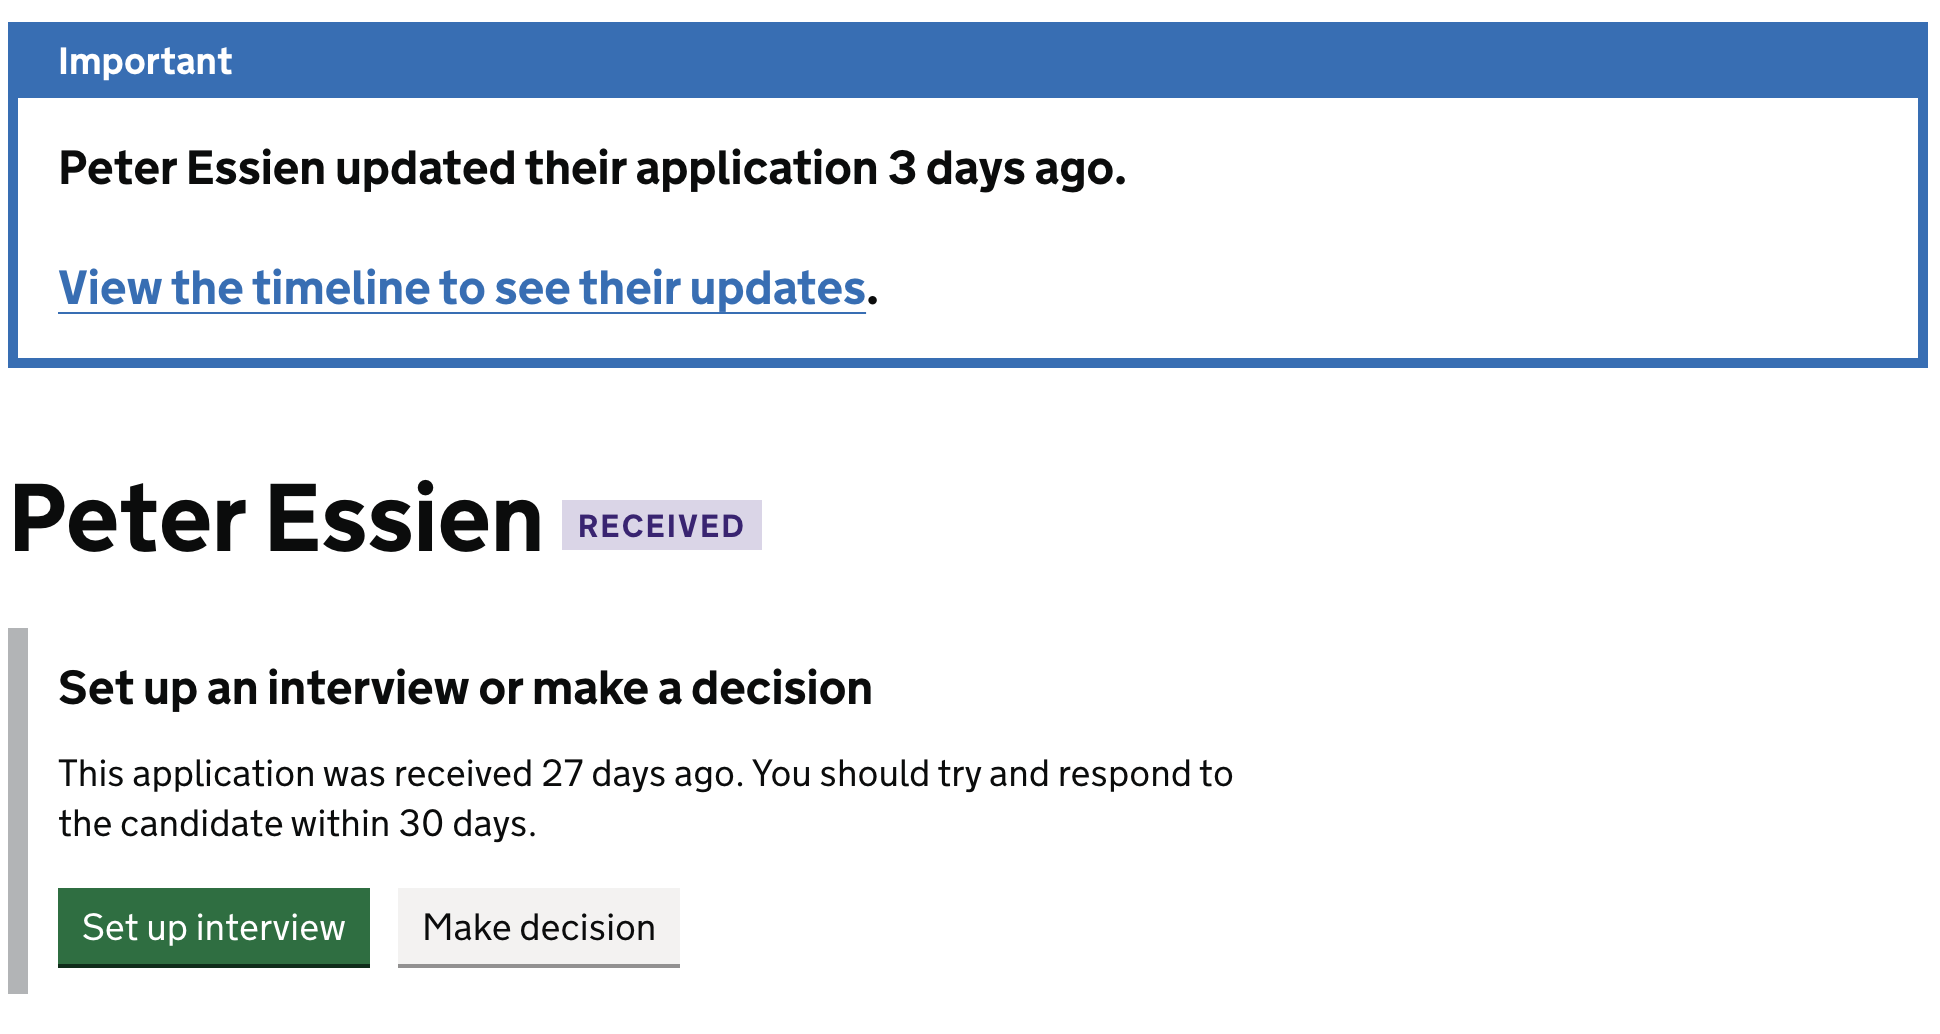 Important
Peter Essien updated their application 3 days ago.
View the timeline to see their updates.
Peter Essien RECEIVED
Set up an interview or make a decision
This application was received 27 days ago. You should try and respond to
the candidate within 30 days.
Set up interview Make decision